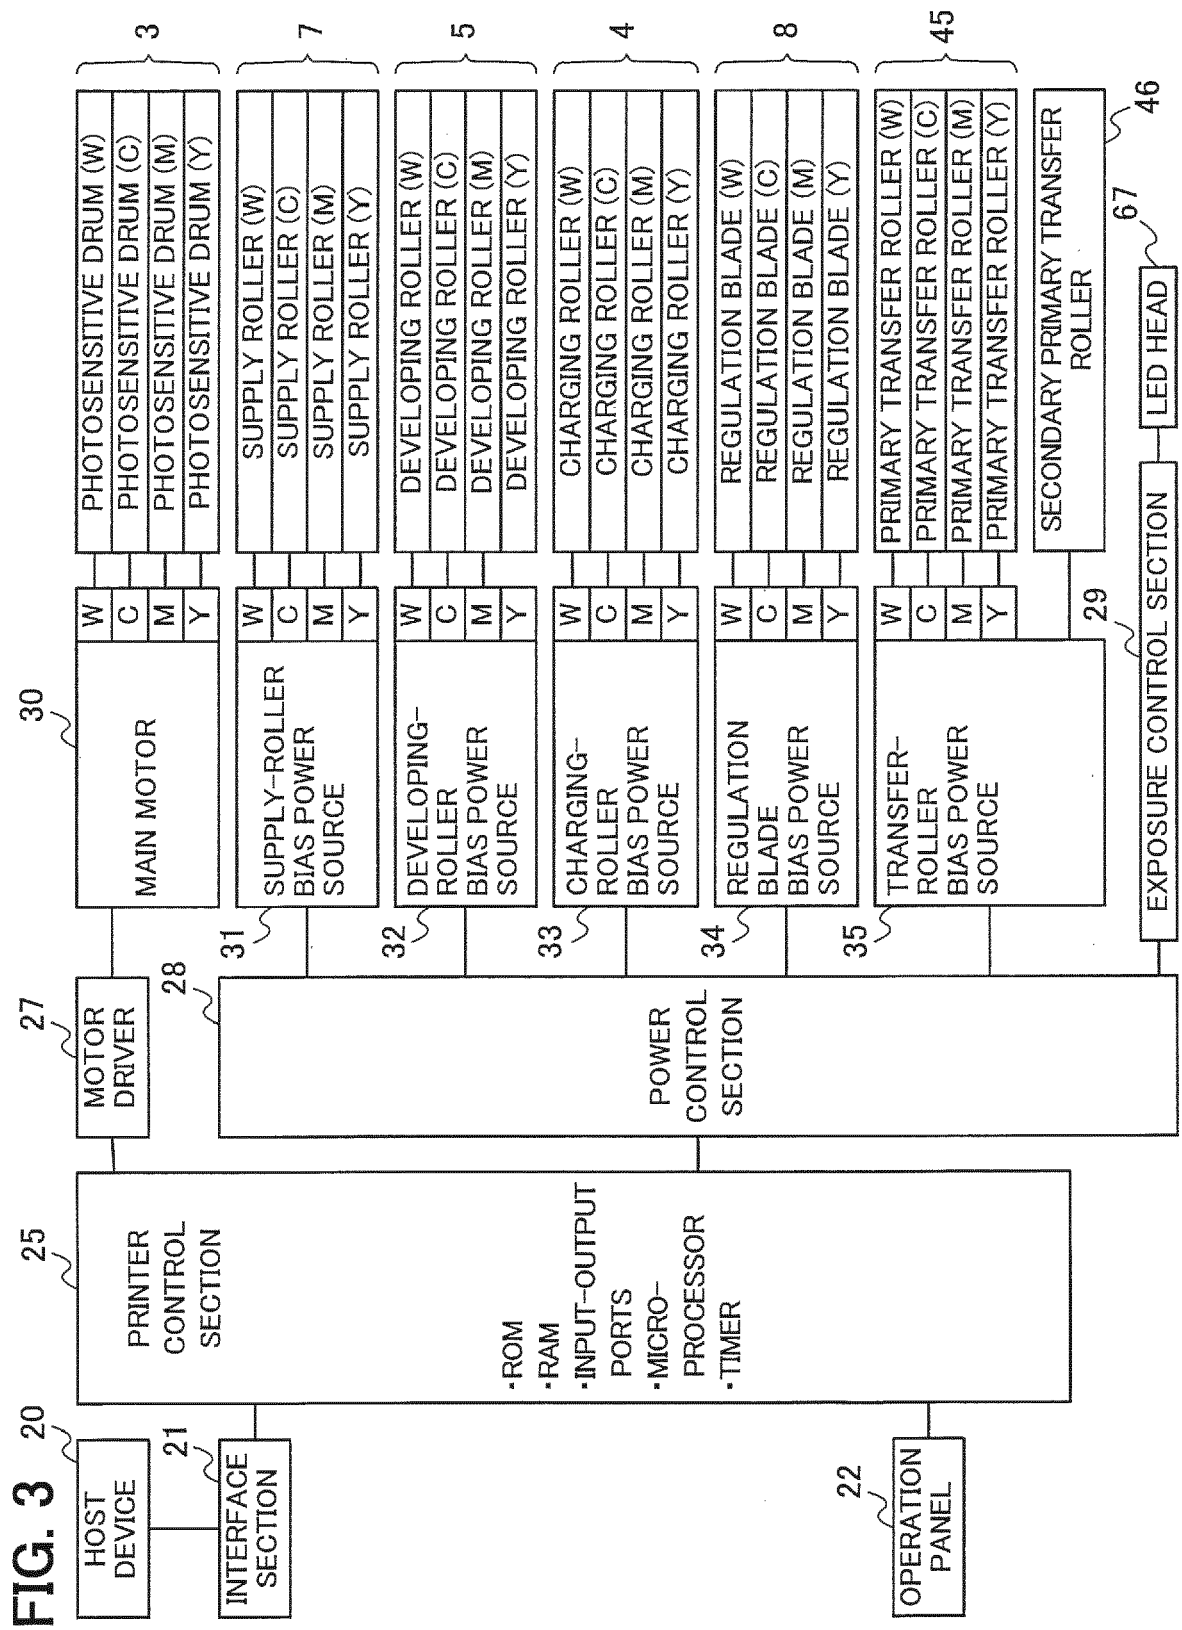 FIG. 3
HOST
DEVICE
20
INTERFACE
SECTION
21
OPERATION
PANEL
22
25
PRINTER
CONTROL
SECTION
・ROM
・RAM
・INPUT-OUTPUT
PORTS
・MICRO-
PROCESSOR
・TIMER
27
MOTOR
DRIVER
28
POWER
CONTROL
SECTION
30
MAIN MOTOR
W
C
M
Y
PHOTOSENSITIVE DRUM (W)
PHOTOSENSITIVE DRUM (C)
PHOTOSENSITIVE DRUM (M)
PHOTOSENSITIVE DRUM (Y)
3
31
SUPPLY-ROLLER
BIAS POWER
SOURCE
W
C
M
Y
SUPPLY ROLLER (W)
SUPPLY ROLLER (C)
SUPPLY ROLLER (M)
SUPPLY ROLLER (Y)
7
32
DEVELOPING-
ROLLER
BIAS POWER
SOURCE
W
C
M
Y
DEVELOPING ROLLER (W)
DEVELOPING ROLLER (C)
DEVELOPING ROLLER (M)
DEVELOPING ROLLER (Y)
5
33
CHARGING-
ROLLER
BIAS POWER
SOURCE
W
C
M
Y
CHARGING ROLLER (W)
CHARGING ROLLER (C)
CHARGING ROLLER (M)
CHARGING ROLLER (Y)
4
34
REGULATION
BLADE
BIAS POWER
SOURCE
W
C
M
Y
REGULATION BLADE (W)
REGULATION BLADE (C)
REGULATION BLADE (M)
REGULATION BLADE (Y)
8
35
TRANSFER-
ROLLER
BIAS POWER
SOURCE
W
C
M
Y
PRIMARY TRANSFER ROLLER (W)
PRIMARY TRANSFER ROLLER (C)
PRIMARY TRANSFER ROLLER (M)
PRIMARY TRANSFER ROLLER (Y)
45
SECONDARY PRIMARY TRANSFER
ROLLER
46
29
EXPOSURE CONTROL SECTION
LED HEAD
67